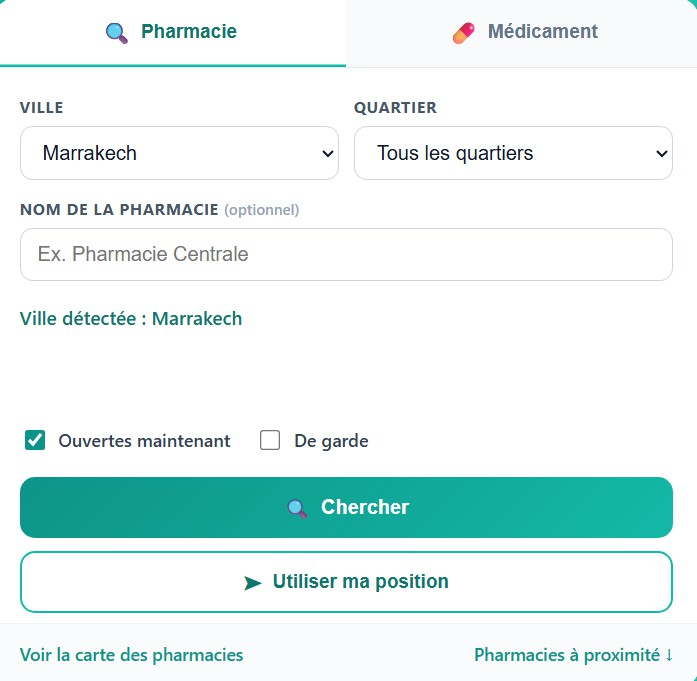 Pharmacie
Médicament
VILLE
QUARTIER
Marrakech
Tous les quartiers
NOM DE LA PHARMACIE (optionnel)
Ex. Pharmacie Centrale
Ville détectée : Marrakech
Ouvertes maintenant
De garde
Chercher
Utiliser ma position
Voir la carte des pharmacies
Pharmacies à proximité ↓